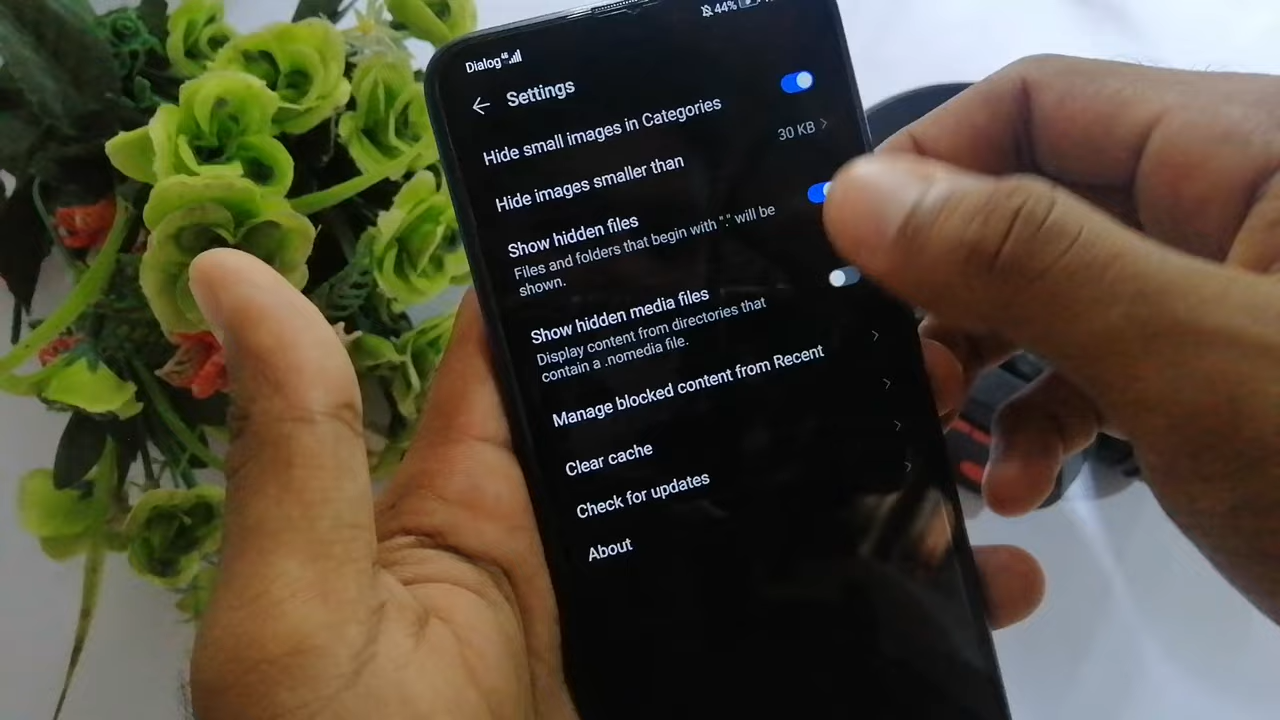 Dialog
44%
Settings
Hide small images in Categories
Hide images smaller than
30 KB
Show hidden files
Files and folders that begin with "." will be
shown.
Show hidden media files
Display content from directories that
contain a .nomedia file.
Manage blocked content from Recent
Clear cache
Check for updates
About